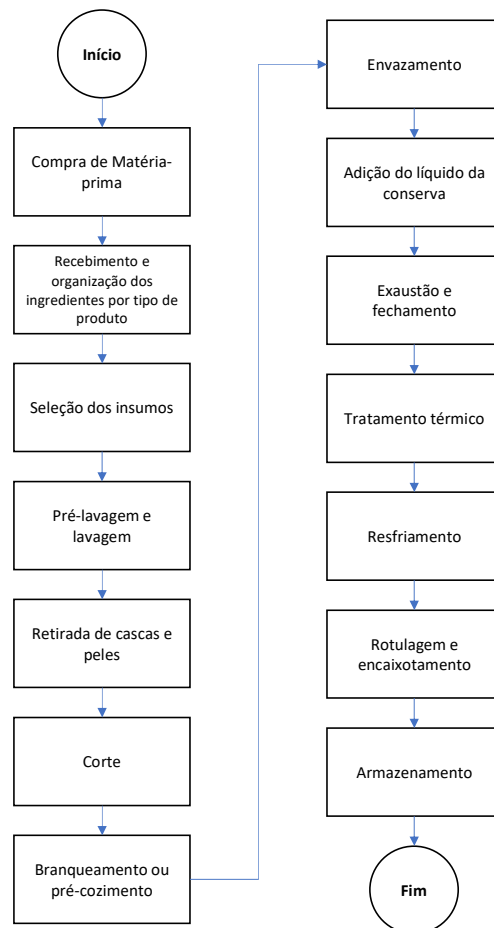 Início
Compra de Matéria-
prima
Recebimento e
organização dos
ingredientes por tipo de
produto
Seleção dos insumos
Pré-lavagem e
lavagem
Retirada de cascas e
peles
Corte
Branqueamento ou
pré-cozimento
Envazamento
Adição do líquido da
conserva
Exaustão e
fechamento
Tratamento térmico
Resfriamento
Rotulagem e
encaixotamento
Armazenamento
Fim